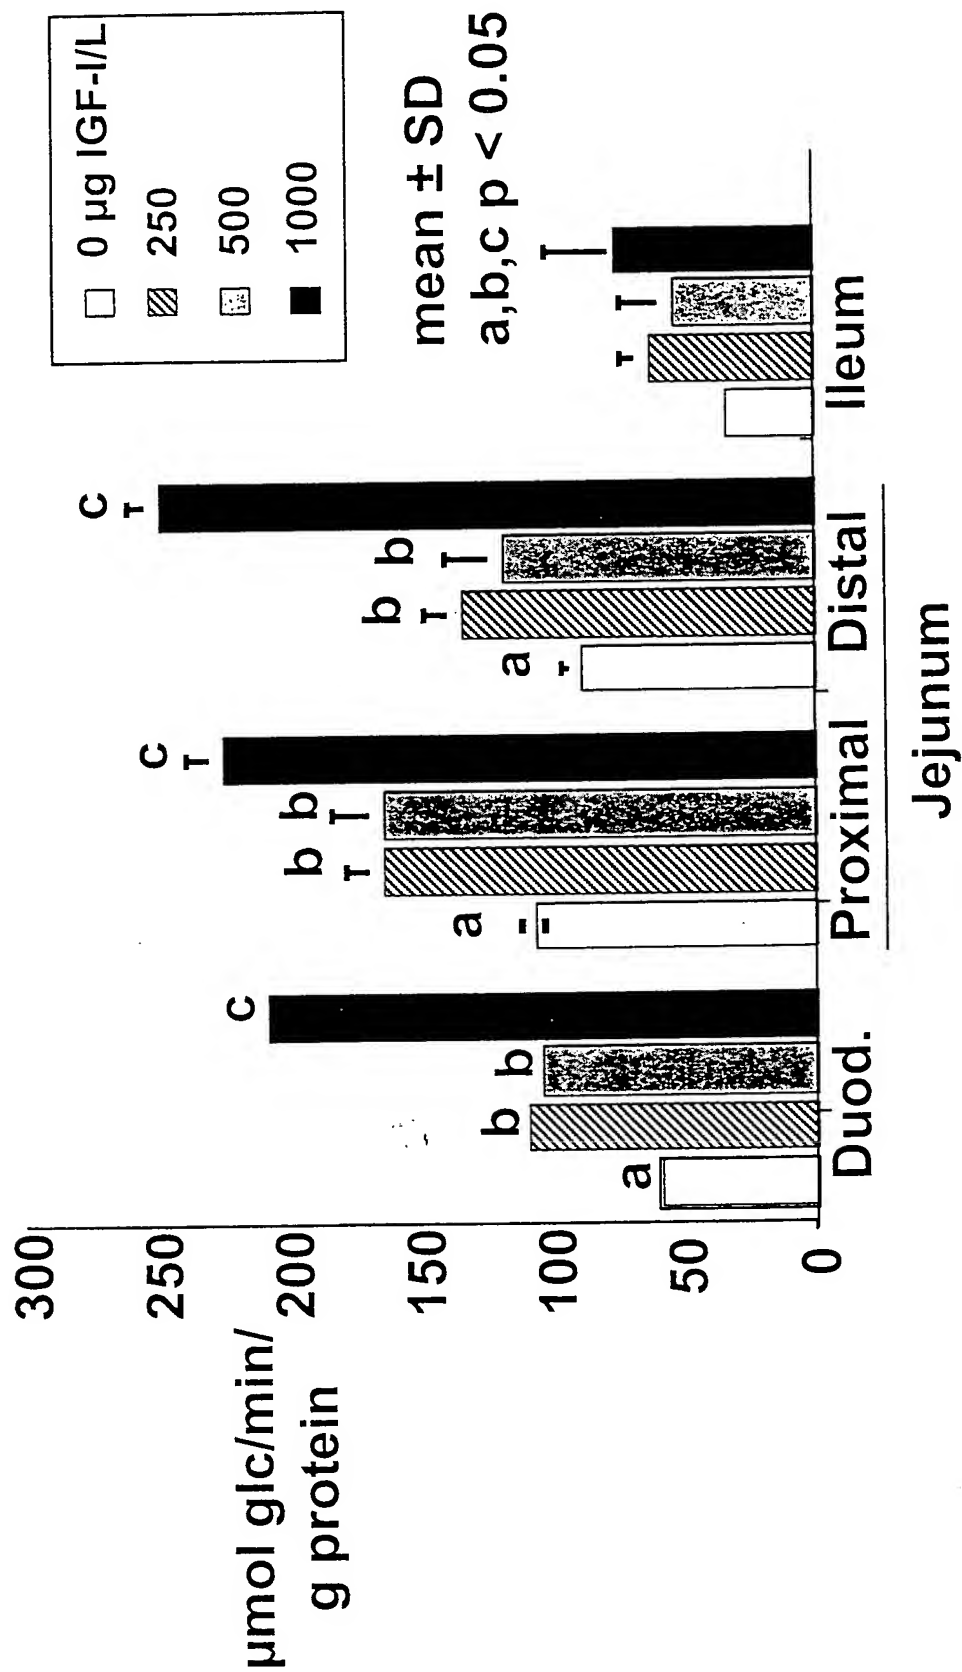 300
250
200
150
100
50
0
µmol glc/min/
g protein
a
b
b
c
a
b
b
c
a
b
b
c
Duod.
Proximal
Distal
Ileum
Jejunum
0 µg IGF-I/L
250
500
1000
mean ± SD
a,b,c p < 0.05